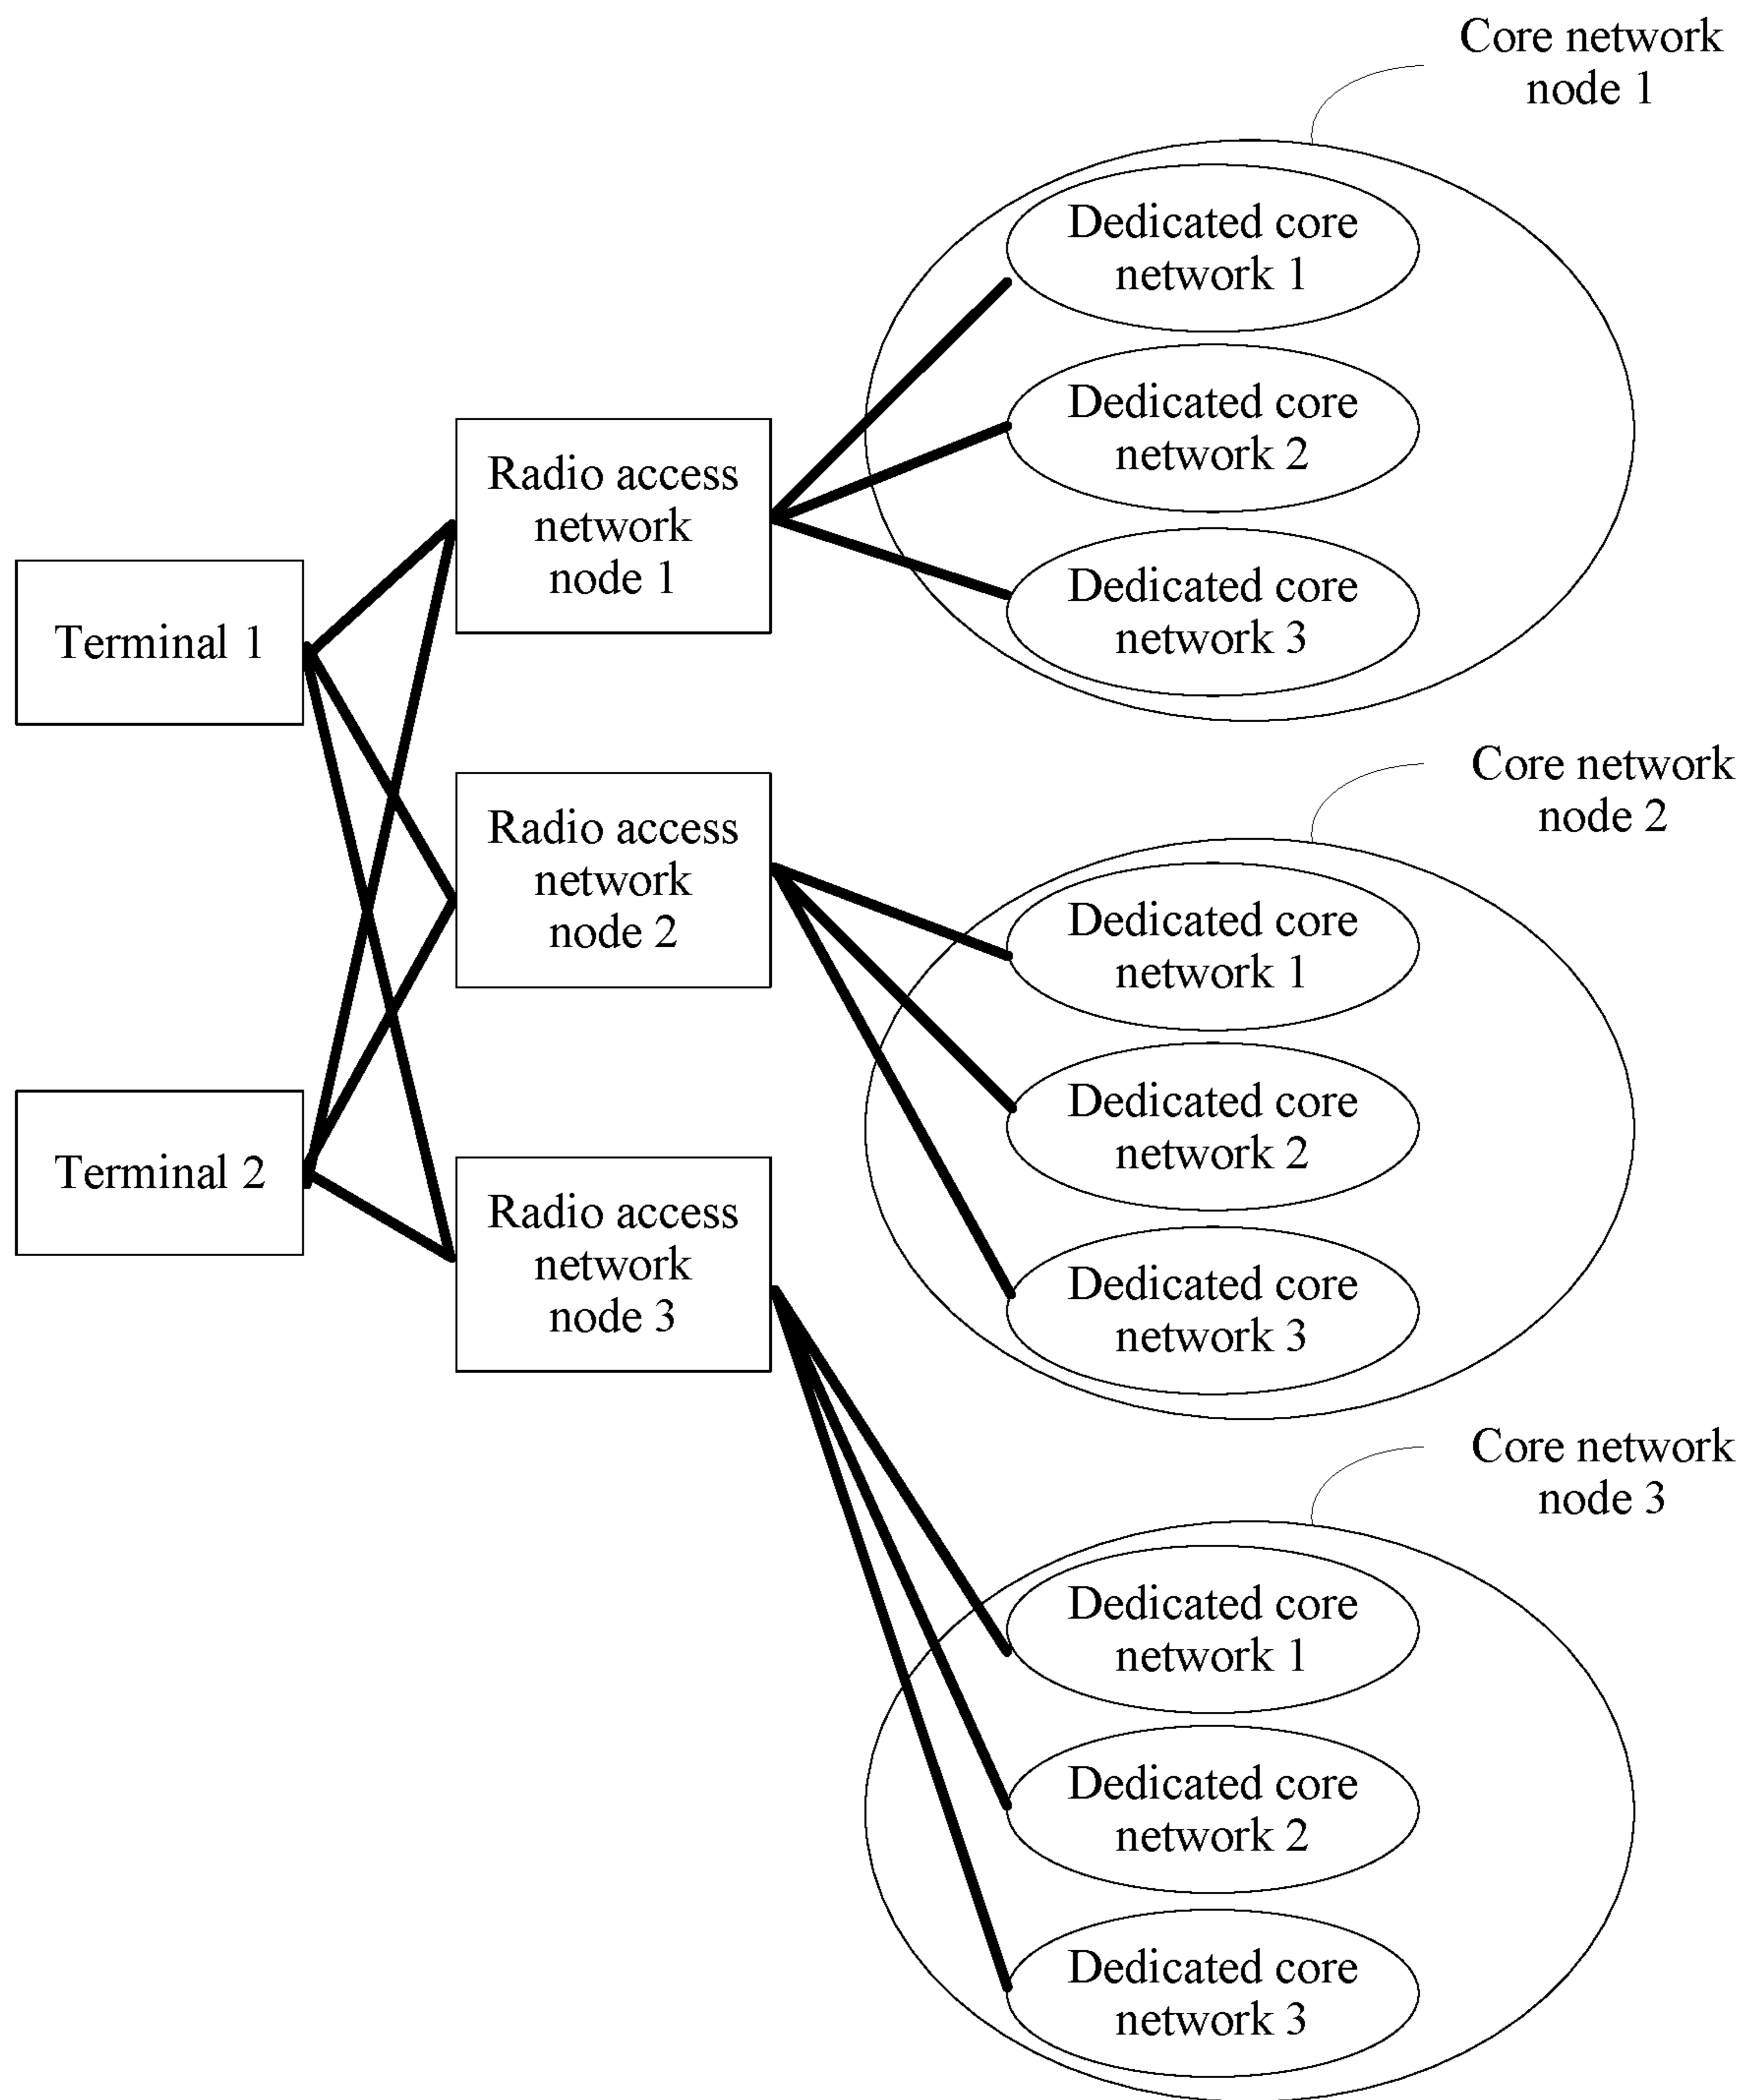 Core network
node 1
Dedicated core
network 1
Dedicated core
network 2
Dedicated core
network 3
Radio access
network
node 1
Terminal 1
Core network
node 2
Radio access
network
node 2
Dedicated core
network 1
Dedicated core
network 2
Dedicated core
network 3
Terminal 2
Radio access
network
node 3
Core network
node 3
Dedicated core
network 1
Dedicated core
network 2
Dedicated core
network 3